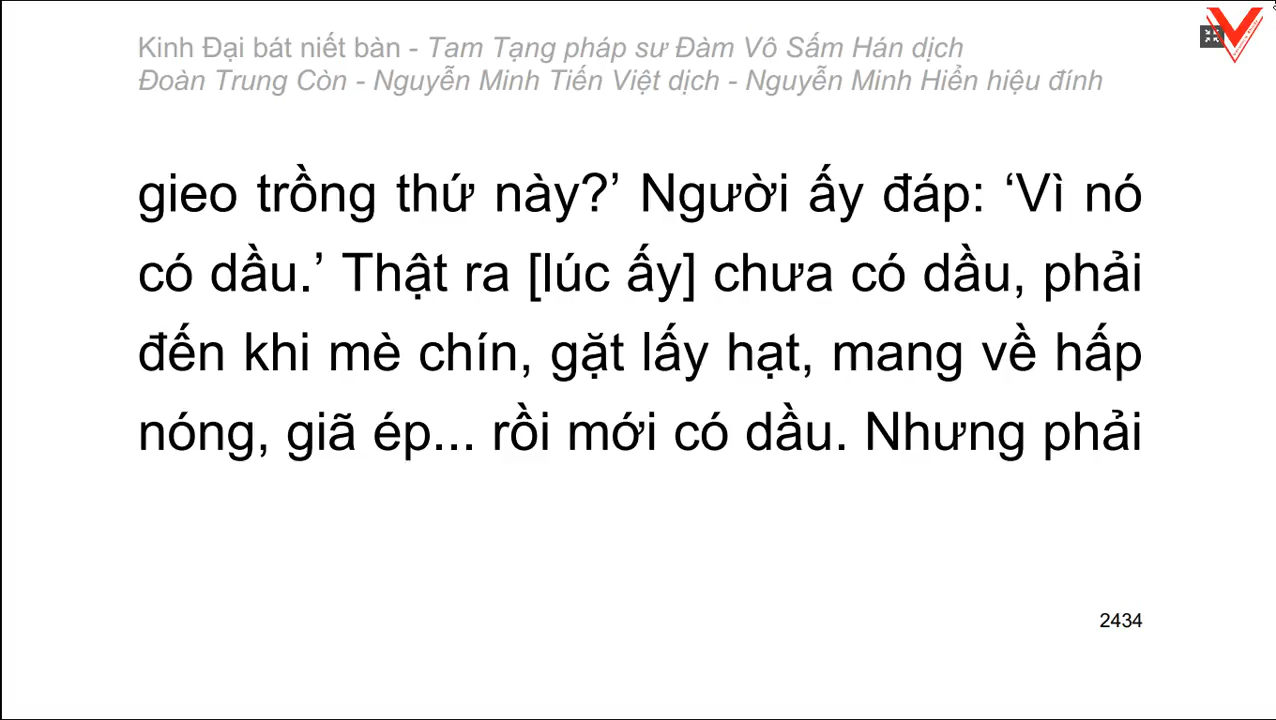 Kinh Đại bát niết bàn - Tam Tạng pháp sư Đàm Vô Sấm Hán dịch
Đoàn Trung Còn - Nguyễn Minh Tiến Việt dịch - Nguyễn Minh Hiển hiệu đính
gieo trồng thứ này?’ Người ấy đáp: ‘Vì nó
có dầu.’ Thật ra [lúc ấy] chưa có dầu, phải
đến khi mè chín, gặt lấy hạt, mang về hấp
nóng, giã ép... rồi mới có dầu. Nhưng phải
2434